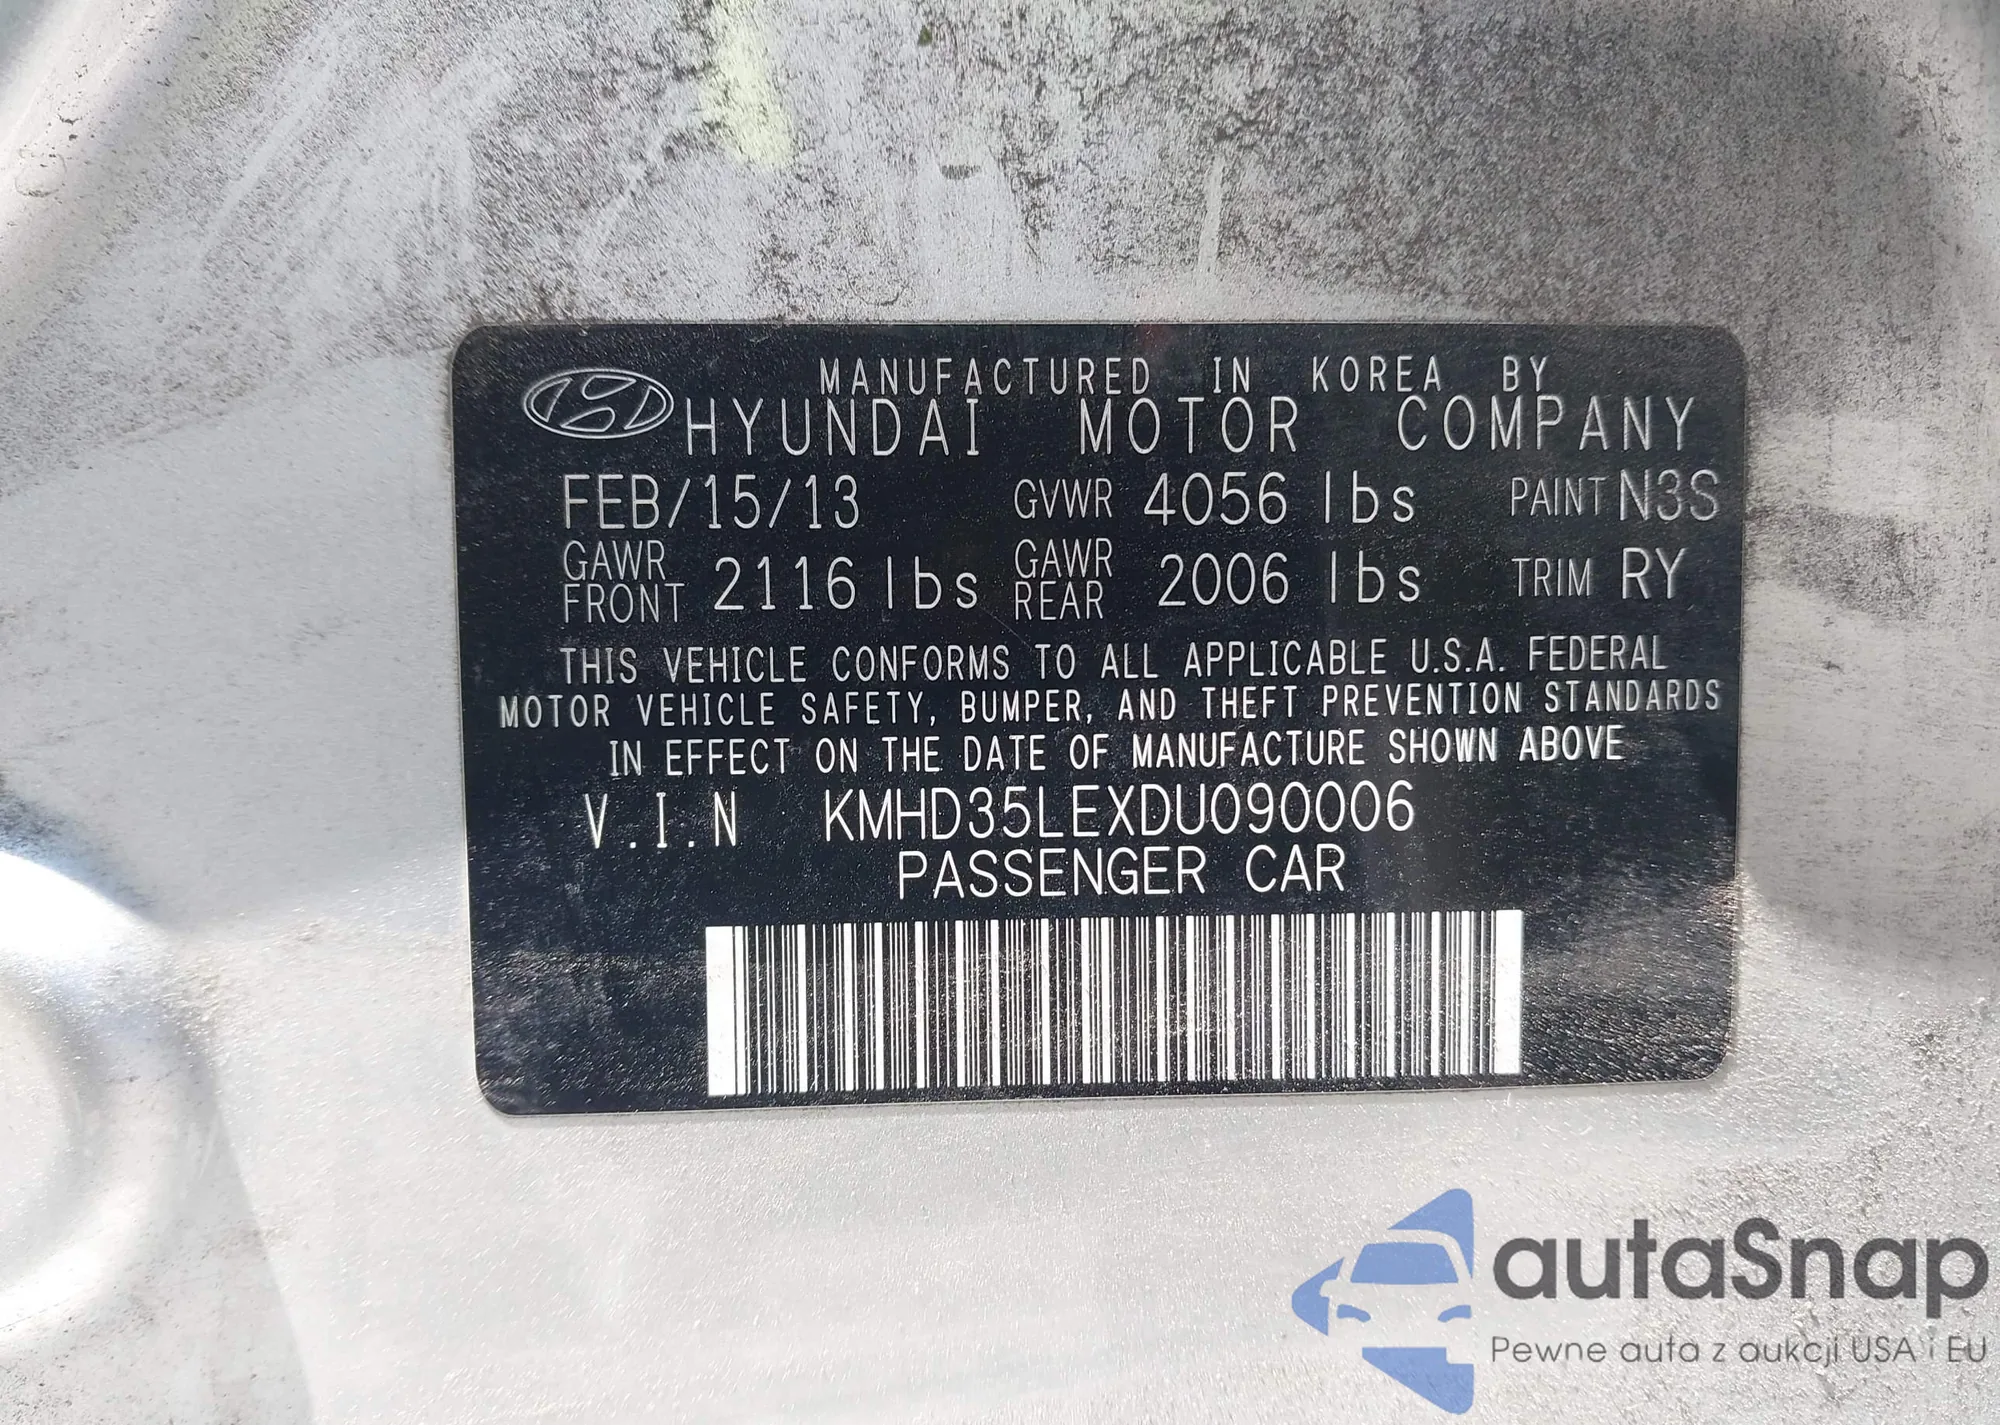 MANUFACTURED IN KOREA BY
HYUNDAI MOTOR COMPANY
FEB/15/13 GVWR 4056 lbs PAINT N3S
GAWR FRONT 2116 lbs GAWR REAR 2006 lbs TRIM RY
THIS VEHICLE CONFORMS TO ALL APPLICABLE U.S.A. FEDERAL
MOTOR VEHICLE SAFETY, BUMPER, AND THEFT PREVENTION STANDARDS
IN EFFECT ON THE DATE OF MANUFACTURE SHOWN ABOVE
V.I.N KMHD35LEXDU090006
PASSENGER CAR
autaSnap
Pewne auta z aukcji USA i EU